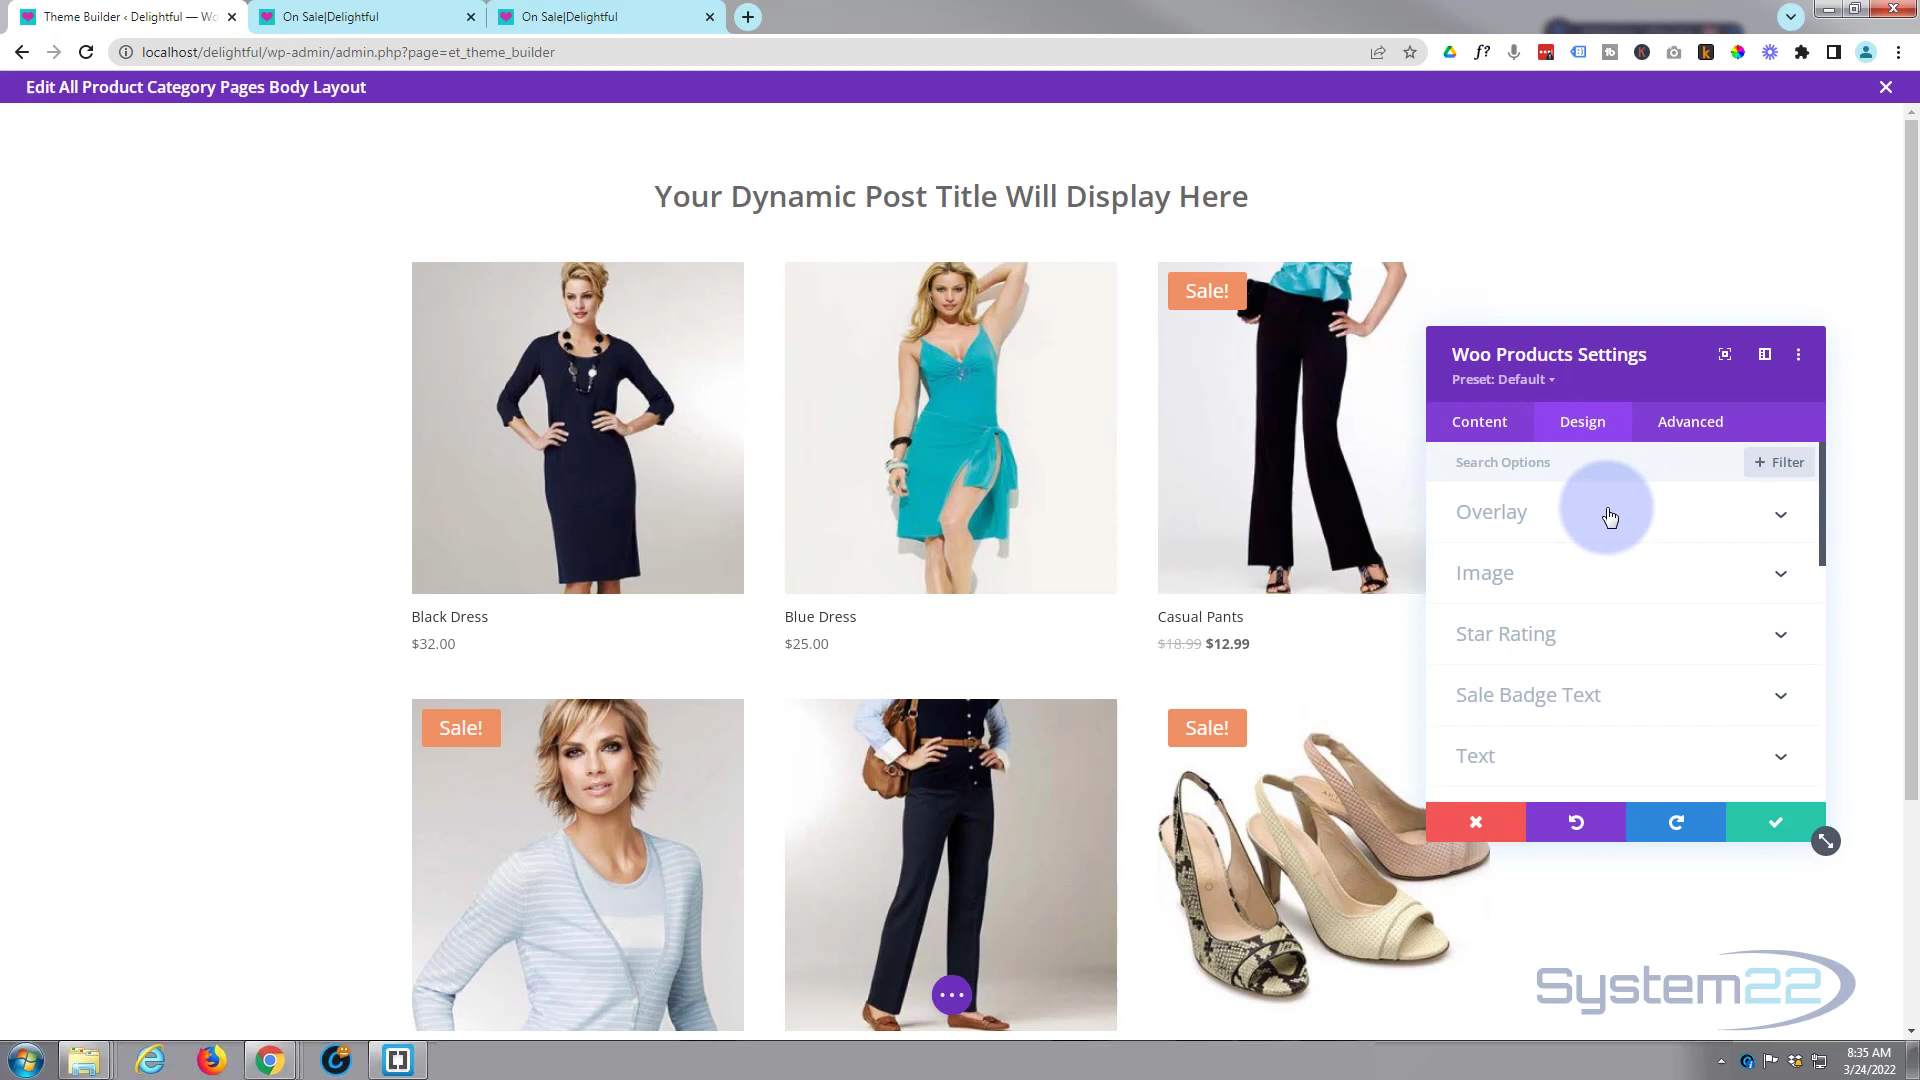 Theme Builder ‹ Delightful — Wo
On Sale|Delightful
On Sale|Delightful
localhost/delightful/wp-admin/admin.php?page=et_theme_builder
Edit All Product Category Pages Body Layout
Your Dynamic Post Title Will Display Here
Sale!
Black Dress
$32.00
Blue Dress
$25.00
Casual Pants
$18.99 $12.99
Sale!
Sale!
Woo Products Settings
Preset: Default
Content
Design
Advanced
Search Options
+ Filter
Overlay
Image
Star Rating
Sale Badge Text
Text
System22
8:35 AM
3/24/2022